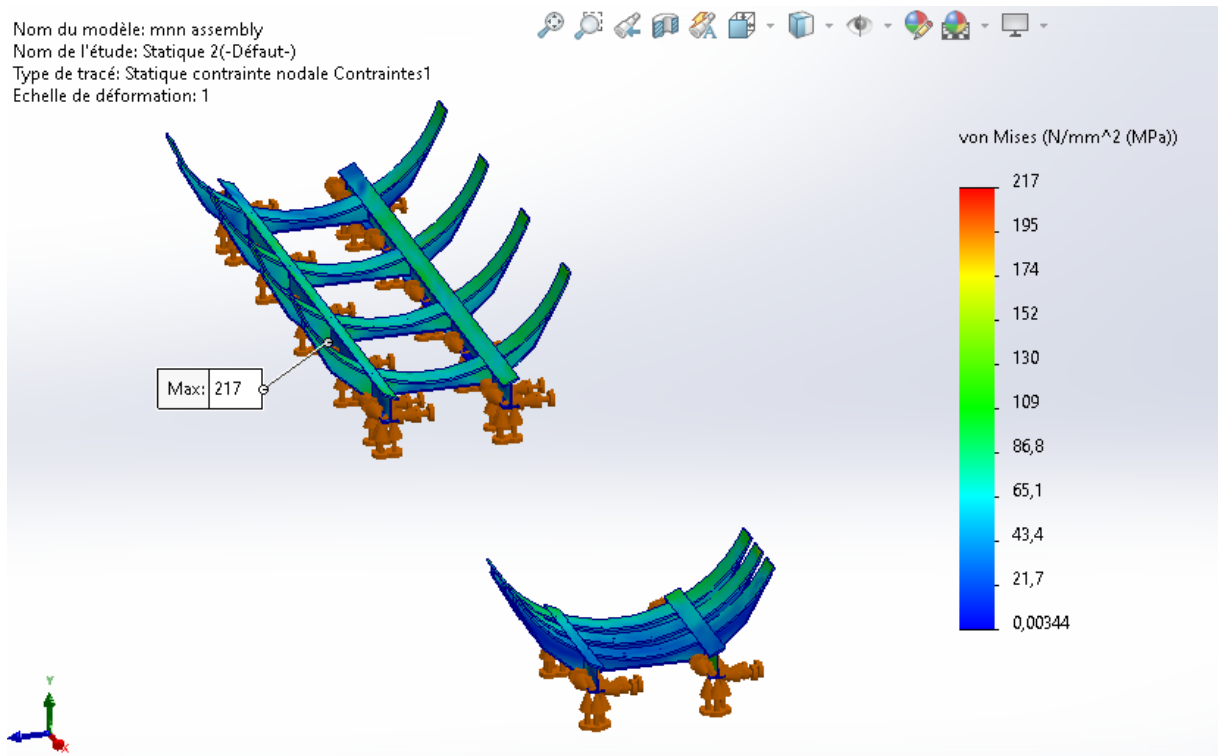 Nom du modèle: mnn assembly
Nom de l'étude: Statique 2(-Défaut-)
Type de tracé: Statique contrainte nodale Contraintes1
Echelle de déformation: 1
von Mises (N/mm^2 (MPa))
217
195
174
152
130
109
86,8
65,1
43,4
21,7
0,00344
Max: 217
Y
X